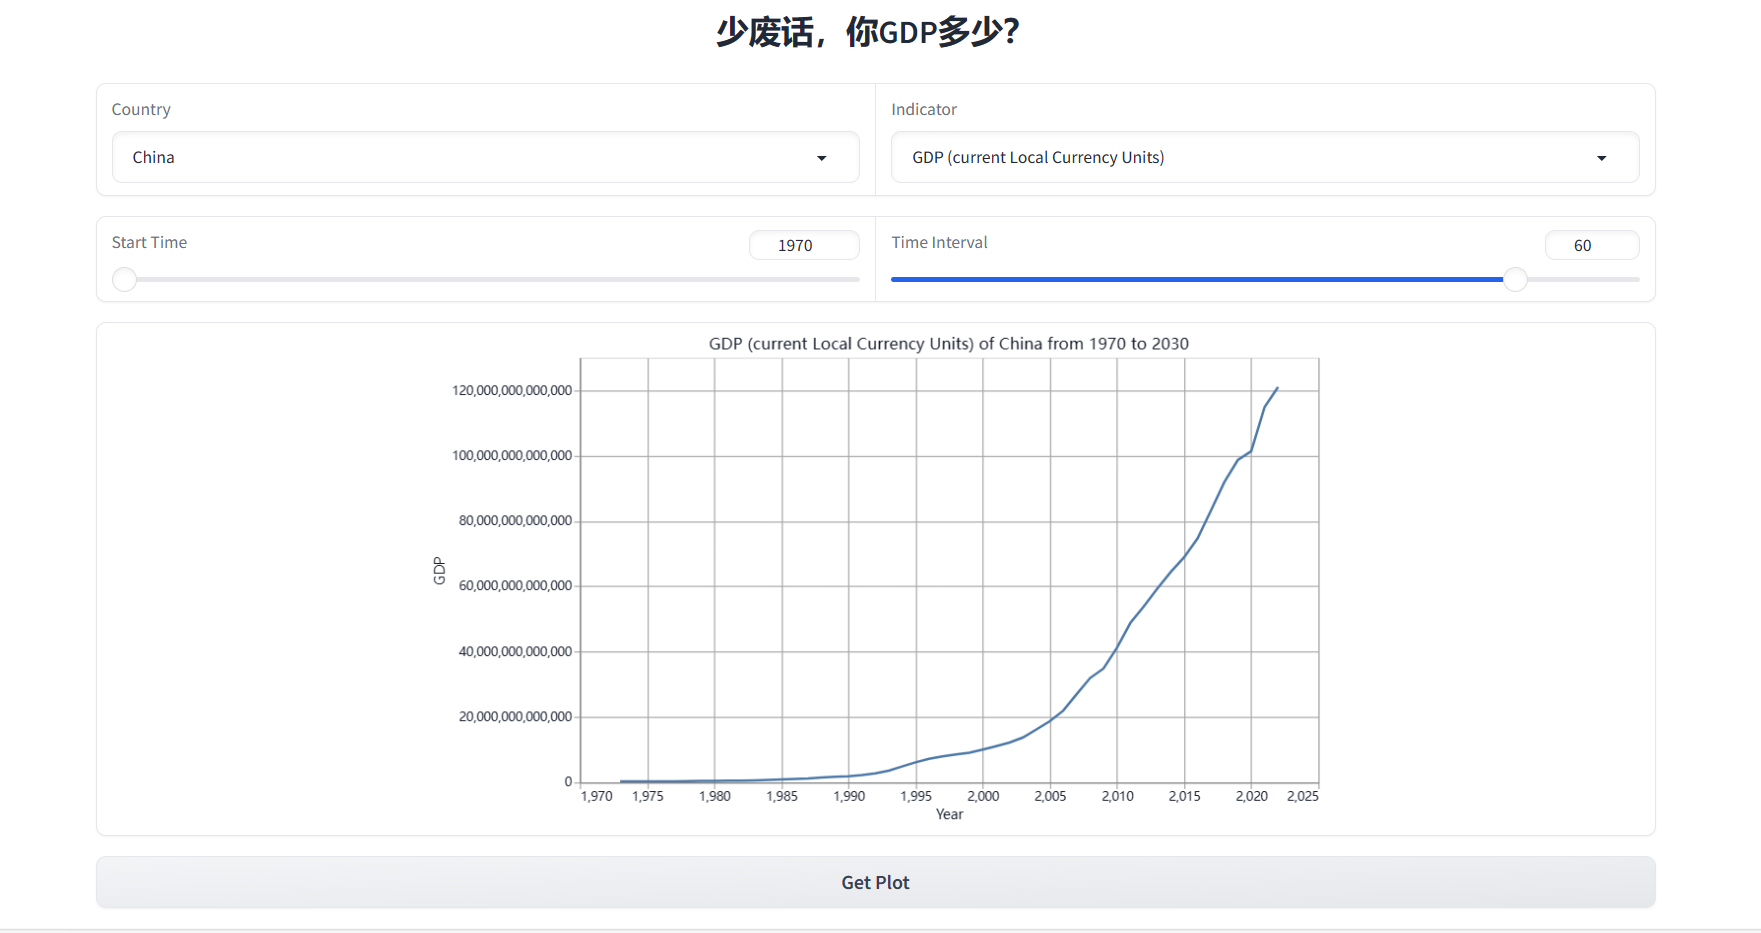 少废话，你GDP多少？
Country
Indicator
China
GDP (current Local Currency Units)
Start Time
1970
Time Interval
60
GDP (current Local Currency Units) of China from 1970 to 2030
120,000,000,000,000
100,000,000,000,000
80,000,000,000,000
60,000,000,000,000
40,000,000,000,000
20,000,000,000,000
0
GDP
1,970 1,975 1,980 1,985 1,990 1,995 2,000 2,005 2,010 2,015 2,020 2,025
Year
Get Plot